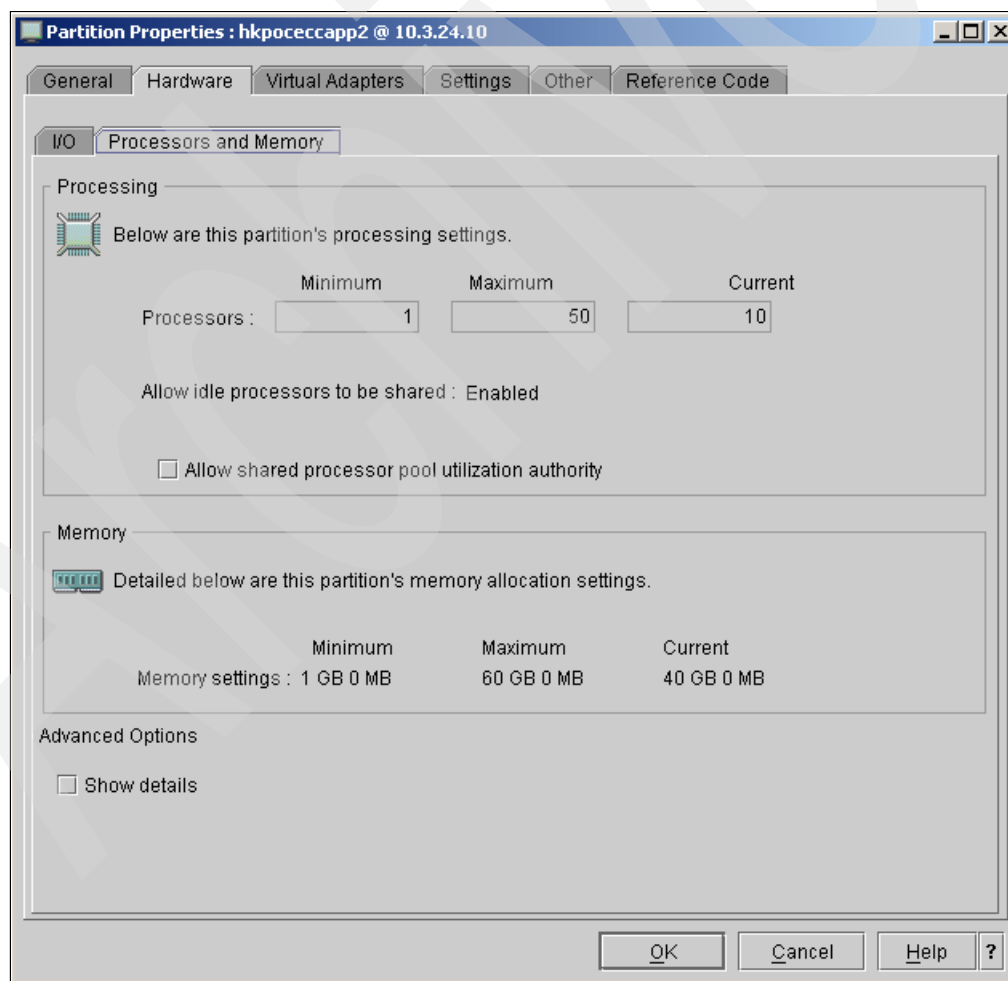 Partition Properties : hkpoceccapp2 @ 10.3.24.10
General Hardware Virtual Adapters Settings Other Reference Code
I/O Processors and Memory
Processing
Below are this partition's processing settings.
Minimum Maximum Current
Processors : 1 50 10
Allow idle processors to be shared : Enabled
Allow shared processor pool utilization authority
Memory
Detailed below are this partition's memory allocation settings.
Minimum Maximum Current
Memory settings : 1 GB 0 MB 60 GB 0 MB 40 GB 0 MB
Advanced Options
Show details
OK Cancel Help ?